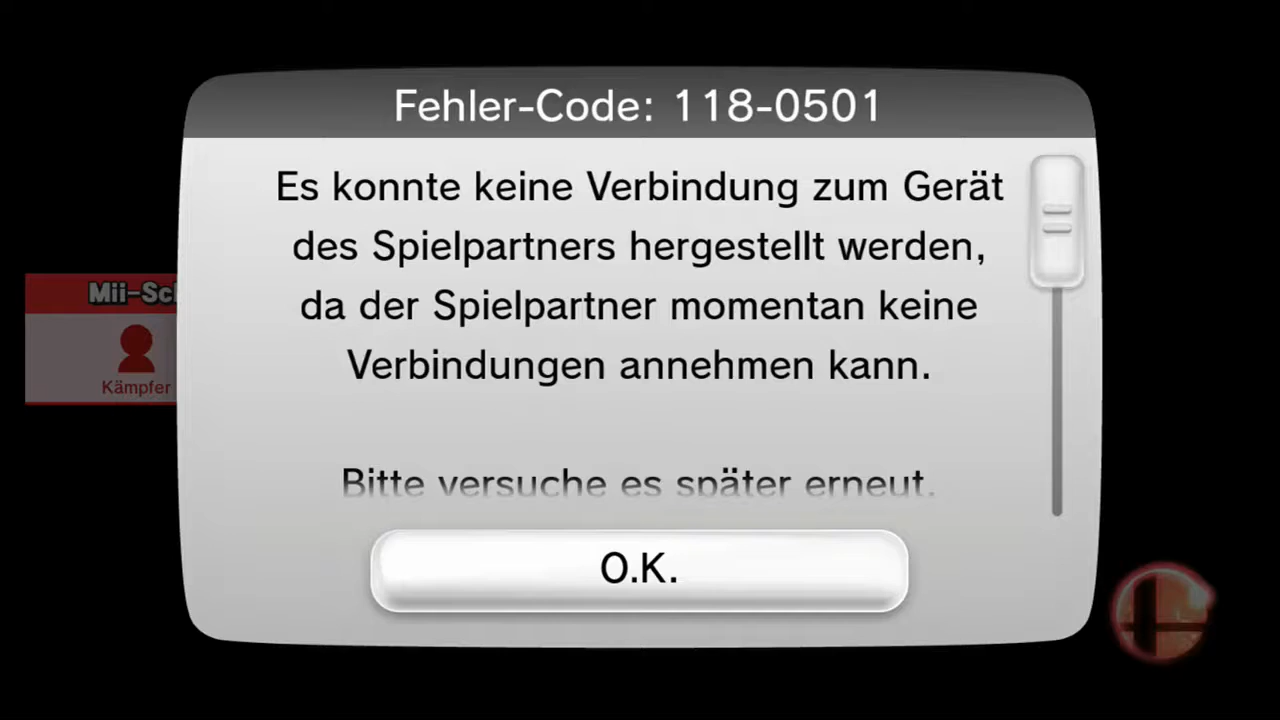 Fehler-Code: 118-0501
Es konnte keine Verbindung zum Gerät
des Spielpartners hergestellt werden,
da der Spielpartner momentan keine
Verbindungen annehmen kann.
Bitte versuche es später erneut.
O.K.
Kämpfer